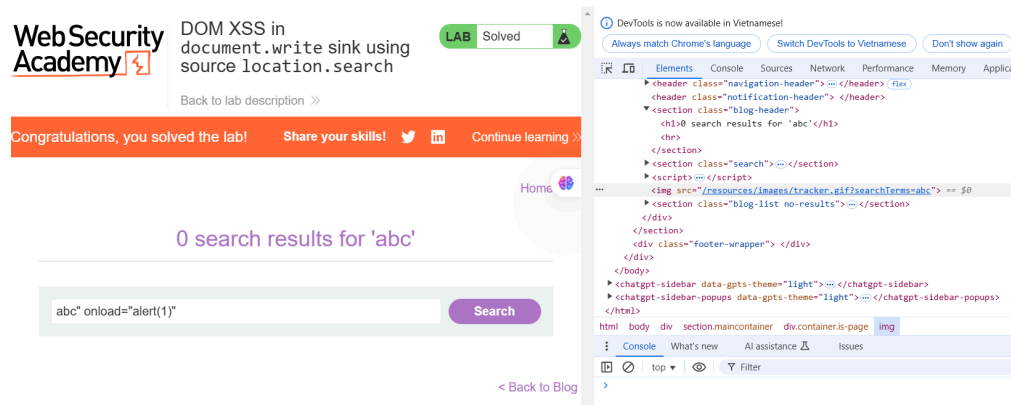 Web Security
Academy
DOM XSS in
document.write sink using
source location.search
Back to lab description
LAB Solved
Congratulations, you solved the lab!
Share your skills!
Continue learning
Home
0 search results for 'abc'
abc" onload="alert(1)"
Search
< Back to Blog
DevTools is now available in Vietnamese!
Always match Chrome's language
Switch DevTools to Vietnamese
Don't show again
Elements Console Sources Network Performance Memory Applica
<header class="navigation-header"> … </header> flex
<header class="notification-header"> </header>
<section class="blog-header">
<h1>0 search results for 'abc'</h1>
<hr>
</section>
<section class="search"> … </section>
<script> … </script>
<img src="/resources/images/tracker.gif?searchTerms=abc"> == $0
<section class="blog-list no-results"> … </section>
</div>
</section>
<div class="footer-wrapper"> </div>
</div>
</body>
<chatgpt-sidebar data-gpts-theme="light"> … </chatgpt-sidebar>
<chatgpt-sidebar-popups data-gpts-theme="light"> … </chatgpt-sidebar-popups>
</html>
html body div section.maincontainer div.container.is-page img
Console What's new AI assistance Issues
top Filter